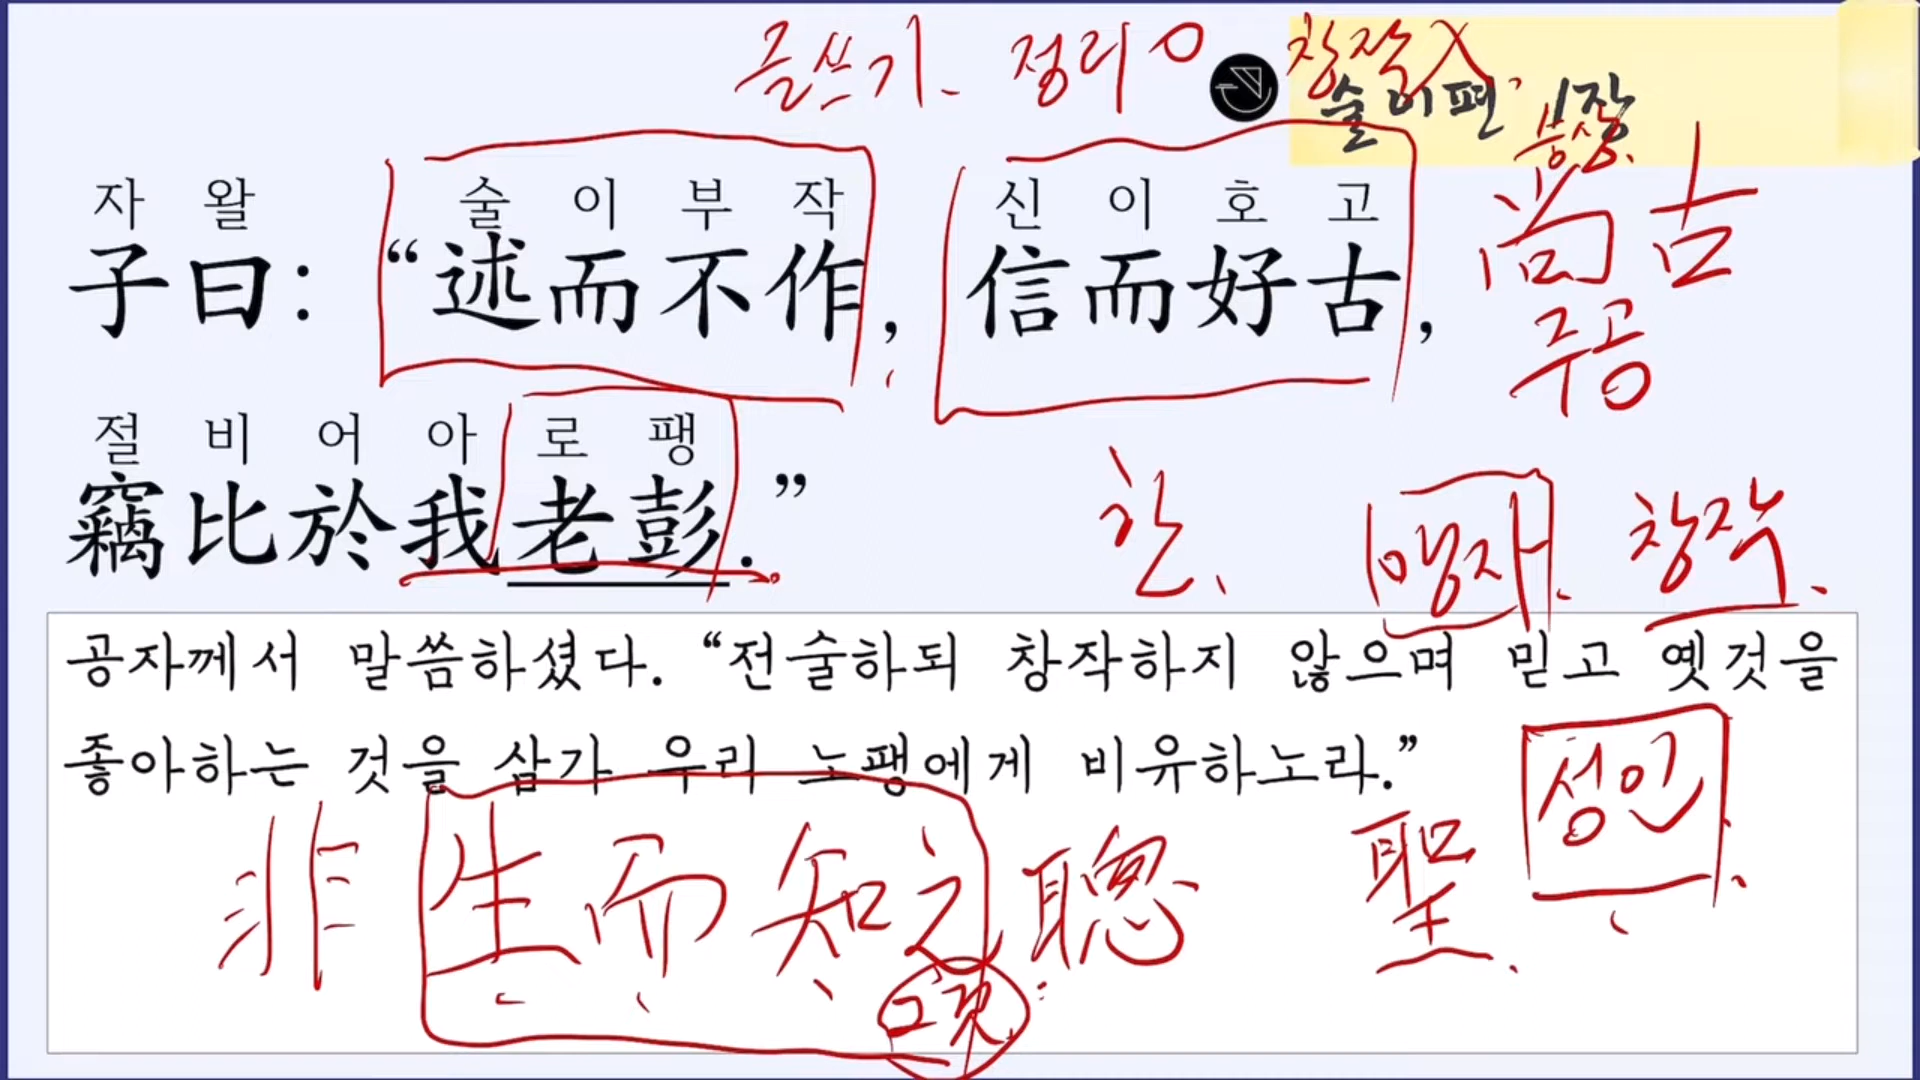 글쓰기. 정리 O 창작 X
술이편 1장
숭상.
자 왈 술 이 부 작 신 이 호 고
子曰: “述而不作, 信而好古,
尙古
주공
절 비 어 아 로 팽
竊比於我老彭.”
한. 맹자. 창작.
공자께서 말씀하셨다. “전술하되 창작하지 않으며 믿고 옛것을
좋아하는 것을 삼가 우리 노팽에게 비유하노라.”
성인
非 生而知之 聰 聖
그것